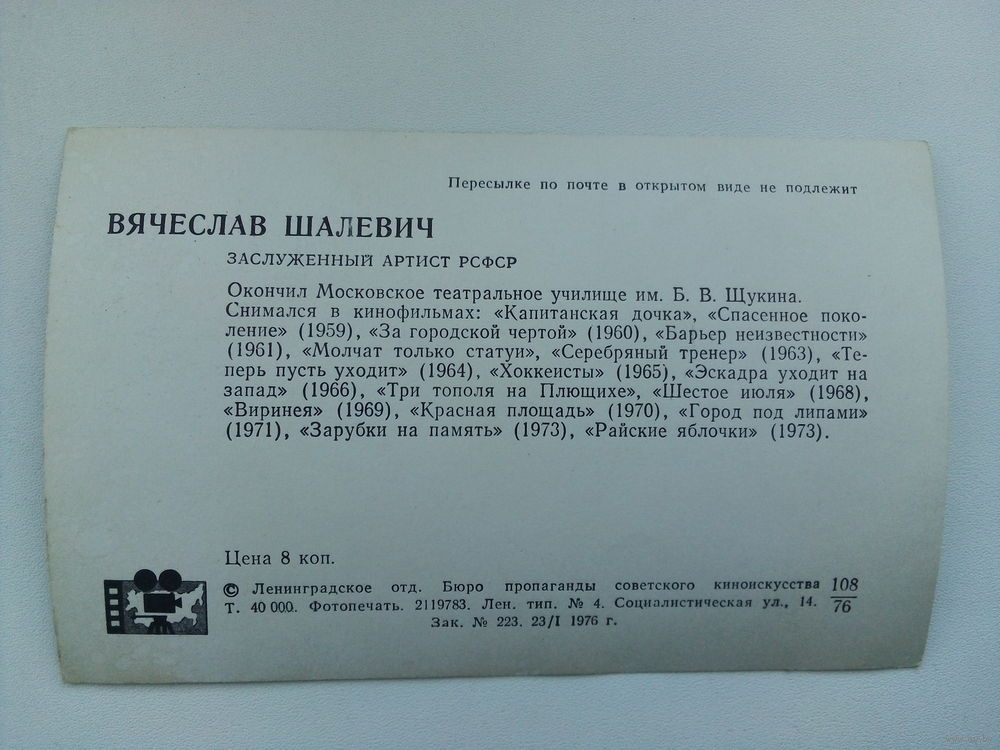 Пересылке по почте в открытом виде не подлежит
ВЯЧЕСЛАВ ШАЛЕВИЧ
ЗАСЛУЖЕННЫЙ АРТИСТ РСФСР
Окончил Московское театральное училище им. Б. В. Щукина.
Снимался в кинофильмах: «Капитанская дочка», «Спасенное поко-
ление» (1959), «За городской чертой» (1960), «Барьер неизвестности»
(1961), «Молчат только статуи», «Серебряный тренер» (1963), «Те-
перь пусть уходит» (1964), «Хоккеисты» (1965), «Эскадра уходит на
запад» (1966), «Три тополя на Плющихе», «Шестое июля» (1968),
«Виринея» (1969), «Красная площадь» (1970), «Город под липами»
(1971), «Зарубки на память» (1973), «Райские яблочки» (1973).
Цена 8 коп.
© Ленинградское отд. Бюро пропаганды советского киноискусства 108
Т. 40 000. Фотопечать. 2119783. Лен. тип. № 4. Социалистическая ул., 14. 76
Зак. № 223. 23/I 1976 г.